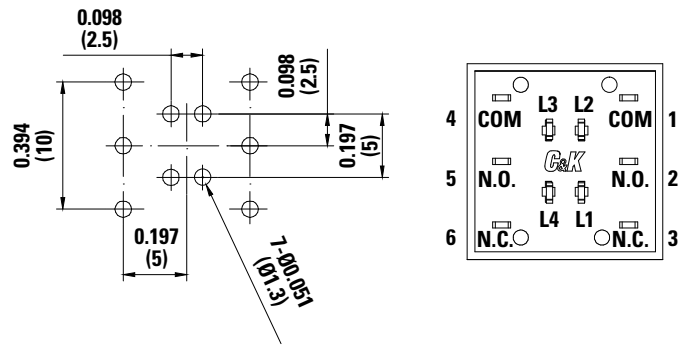 0.098
(2.5)
0.098
(2.5)
0.394
(10)
0.197
(5)
0.197
(5)
7-Ø0.051
(Ø1.3)
L3 L2
4 COM COM 1
C&K
5 N.O. N.O. 2
L4 L1
6 N.C. N.C. 3